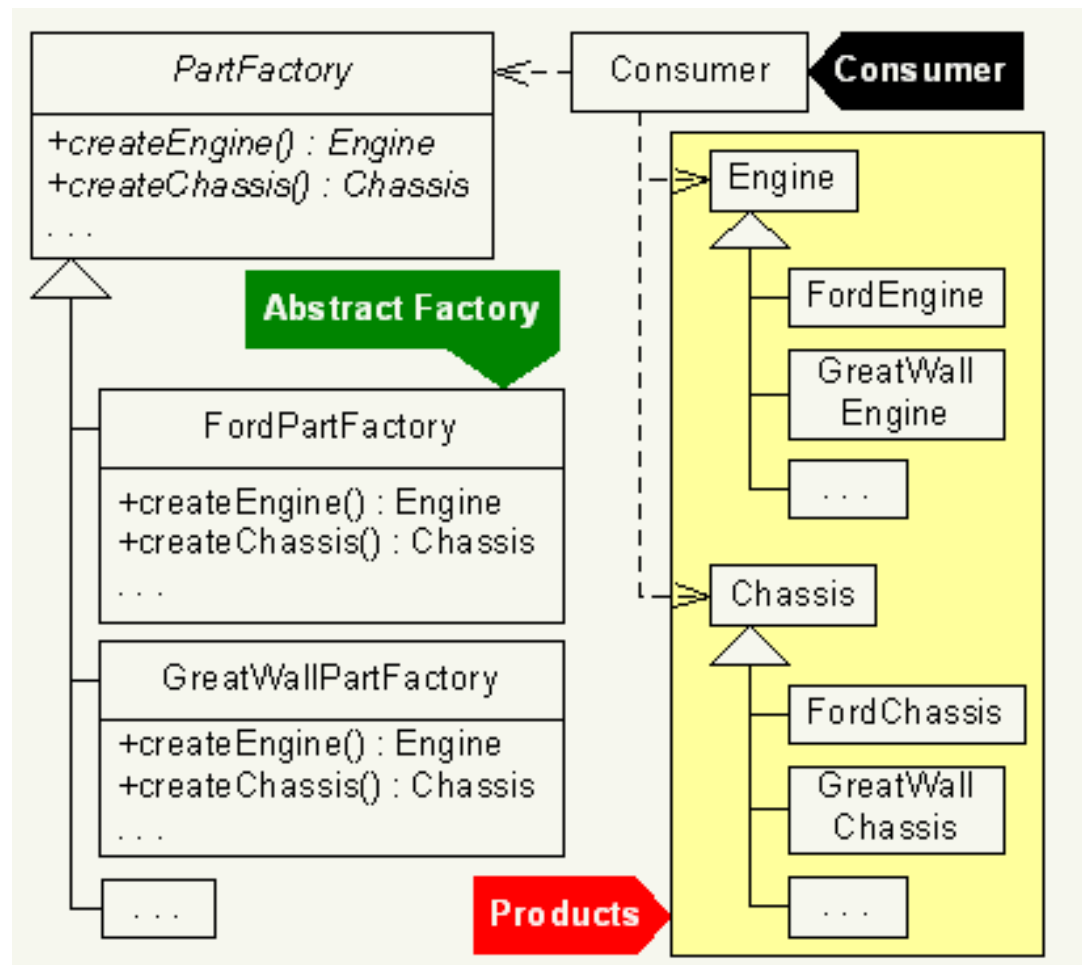 PartFactory
+createEngine() : Engine
+createChassis() : Chassis
. . .
Consumer
Consumer
Abstract Factory
FordPartFactory
+createEngine() : Engine
+createChassis() : Chassis
. . .
GreatWallPartFactory
+createEngine() : Engine
+createChassis() : Chassis
. . .
. . .
Engine
FordEngine
GreatWall
Engine
. . .
Chassis
FordChassis
GreatWall
Chassis
. . .
Products